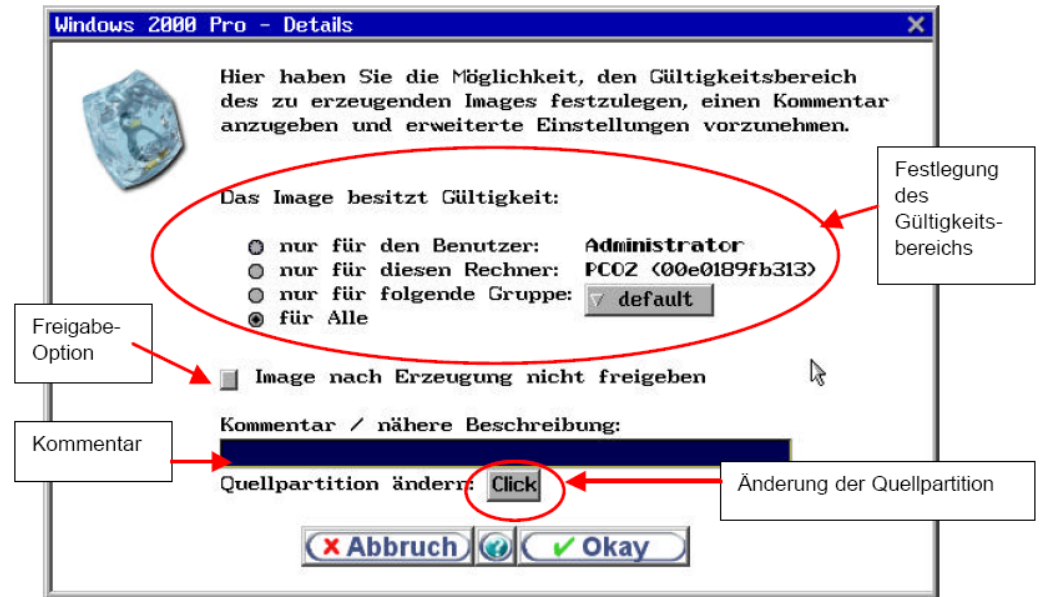 Windows 2000 Pro - Details
Hier haben Sie die Möglichkeit, den Gültigkeitsbereich
des zu erzeugenden Images festzulegen, einen Kommentar
anzugeben und erweiterte Einstellungen vorzunehmen.
Festlegung
des
Gültigkeits-
bereichs
Das Image besitzt Gültigkeit:
nur für den Benutzer: Administrator
nur für diesen Rechner: PC02 (00e0189fb313)
nur für folgende Gruppe: default
für Alle
Freigabe-
Option
Image nach Erzeugung nicht freigeben
Kommentar / nähere Beschreibung:
Kommentar
Quellpartition ändern: Click
Änderung der Quellpartition
Abbruch ? Okay